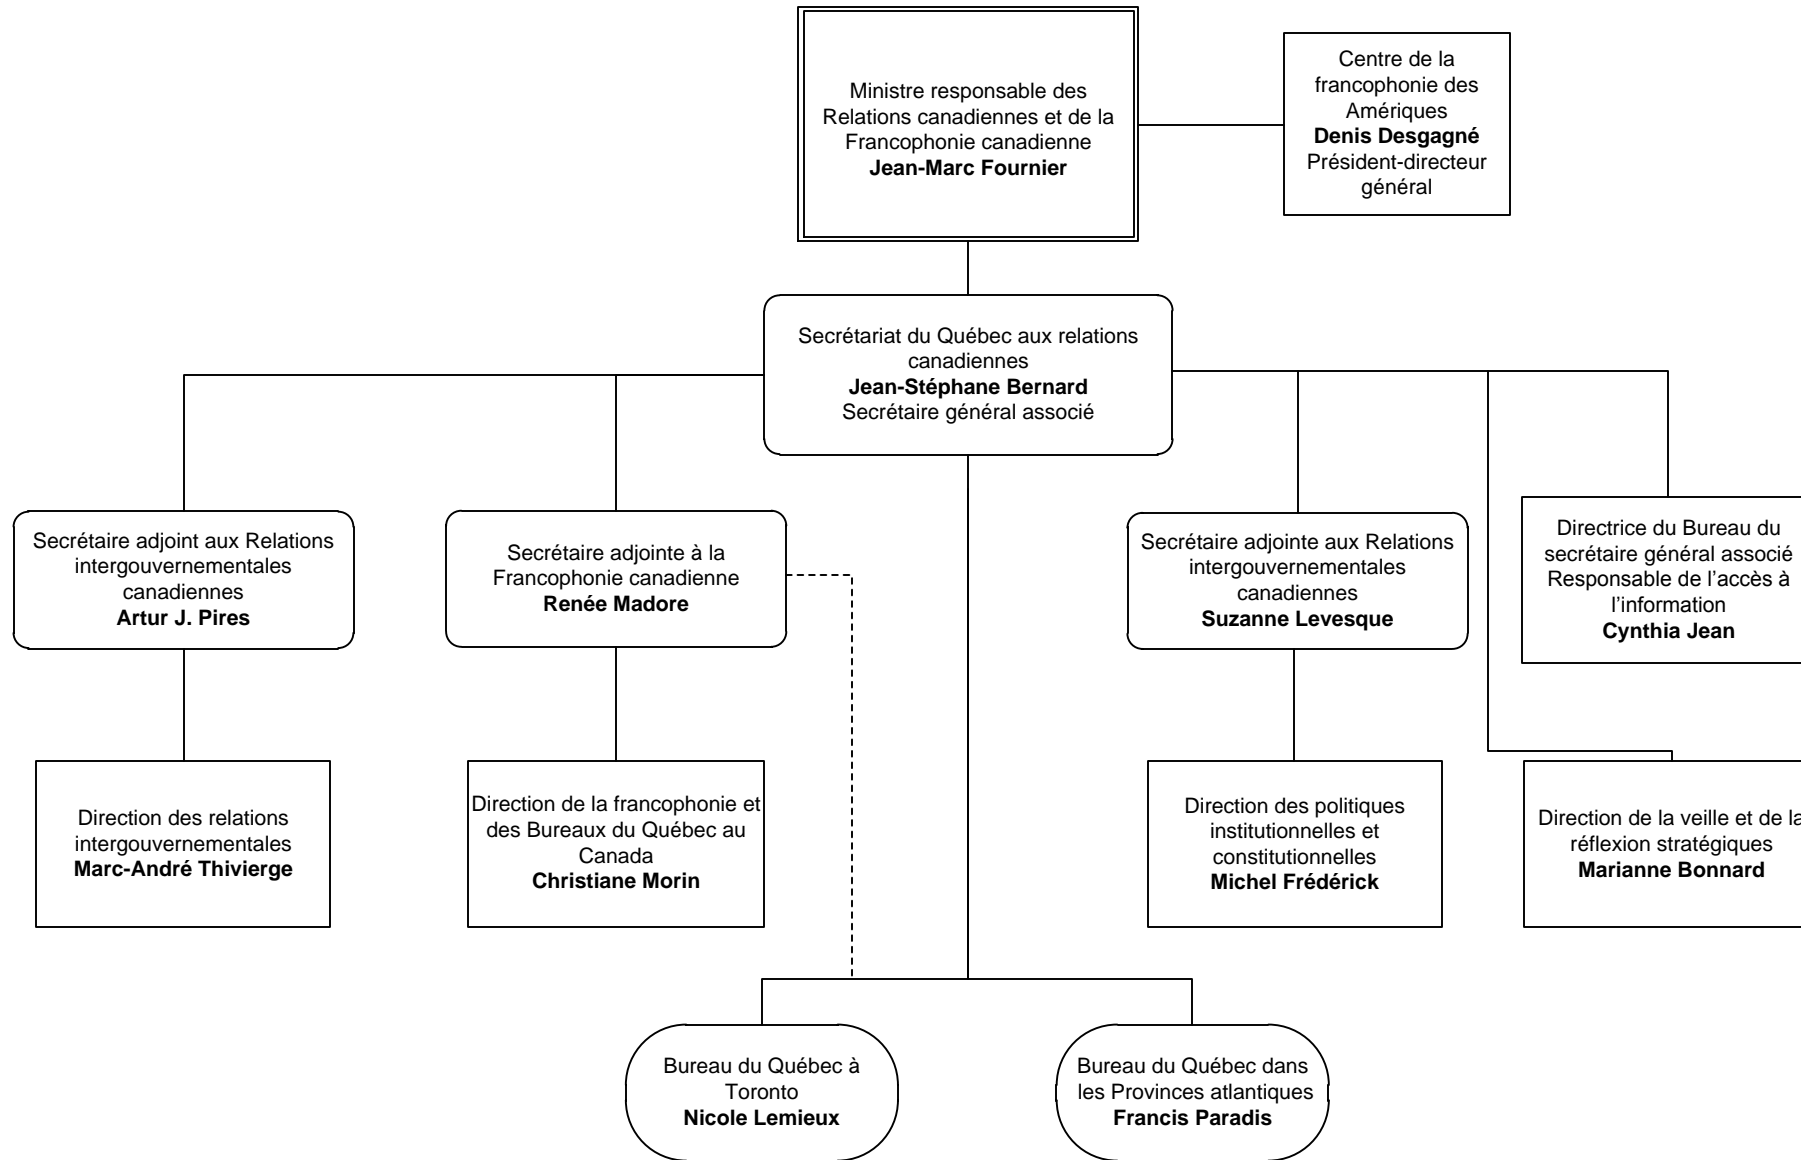 Ministre responsable des
Relations canadiennes et de la
Francophonie canadienne
Jean-Marc Fournier
Centre de la
francophonie des
Amériques
Denis Desgagné
Président-directeur
général
Secrétariat du Québec aux relations
canadiennes
Jean-Stéphane Bernard
Secrétaire général associé
Secrétaire adjoint aux Relations
intergouvernementales
canadiennes
Artur J. Pires
Secrétaire adjointe à la
Francophonie canadienne
Renée Madore
Secrétaire adjointe aux Relations
intergouvernementales
canadiennes
Suzanne Levesque
Directrice du Bureau du
secrétaire général associé
Responsable de l’accès à
l’information
Cynthia Jean
Direction des relations
intergouvernementales
Marc-André Thivierge
Direction de la francophonie et
des Bureaux du Québec au
Canada
Christiane Morin
Direction des politiques
institutionnelles et
constitutionnelles
Michel Frédérick
Direction de la veille et de la
réflexion stratégiques
Marianne Bonnard
Bureau du Québec à
Toronto
Nicole Lemieux
Bureau du Québec dans
les Provinces atlantiques
Francis Paradis